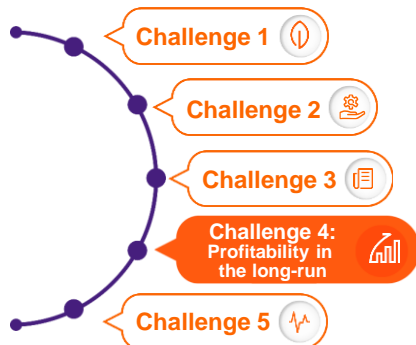 Challenge 1
Challenge 2
Challenge 3
Challenge 4:
Profitability in
the long-run
Challenge 5